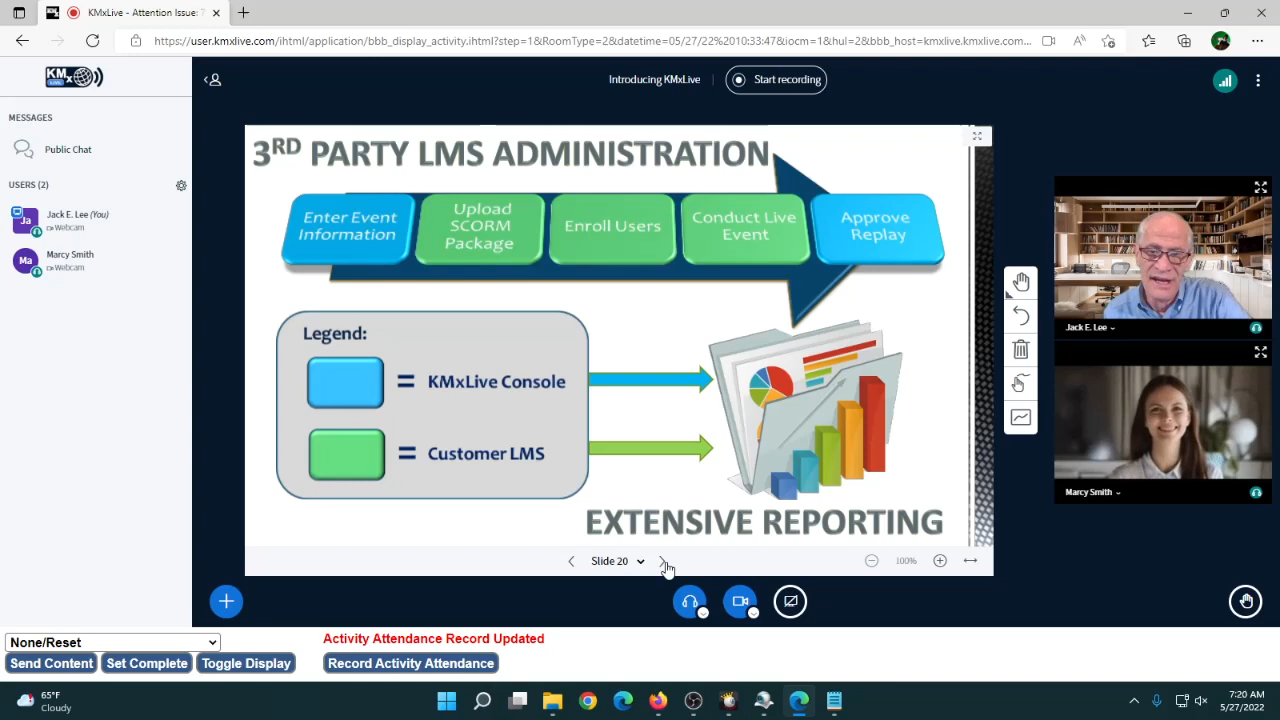 KMxLive - Attention Issue: ?
https://user.kmxlive.com/ihtml/application/bbb_display_activity.ihtml?step=1&RoomType=2&datetime=05/27/22%2010:33:47&iocm=1&hul=2&bbb_host=kmxlive.kmxlive.com...
KMx
LIVE
Introducing KMxLive
Start recording
MESSAGES
Public Chat
USERS (2)
Ja
Jack E. Lee (You)
Webcam
Ma
Marcy Smith
Webcam
3RD PARTY LMS ADMINISTRATION
Enter Event
Information
Upload
SCORM
Package
Enroll Users
Conduct Live
Event
Approve
Replay
Legend:
= KMxLive Console
= Customer LMS
EXTENSIVE REPORTING
Slide 20
100%
Jack E. Lee
Marcy Smith
None/Reset
Activity Attendance Record Updated
Send Content
Set Complete
Toggle Display
Record Activity Attendance
65°F
Cloudy
7:20 AM
5/27/2022